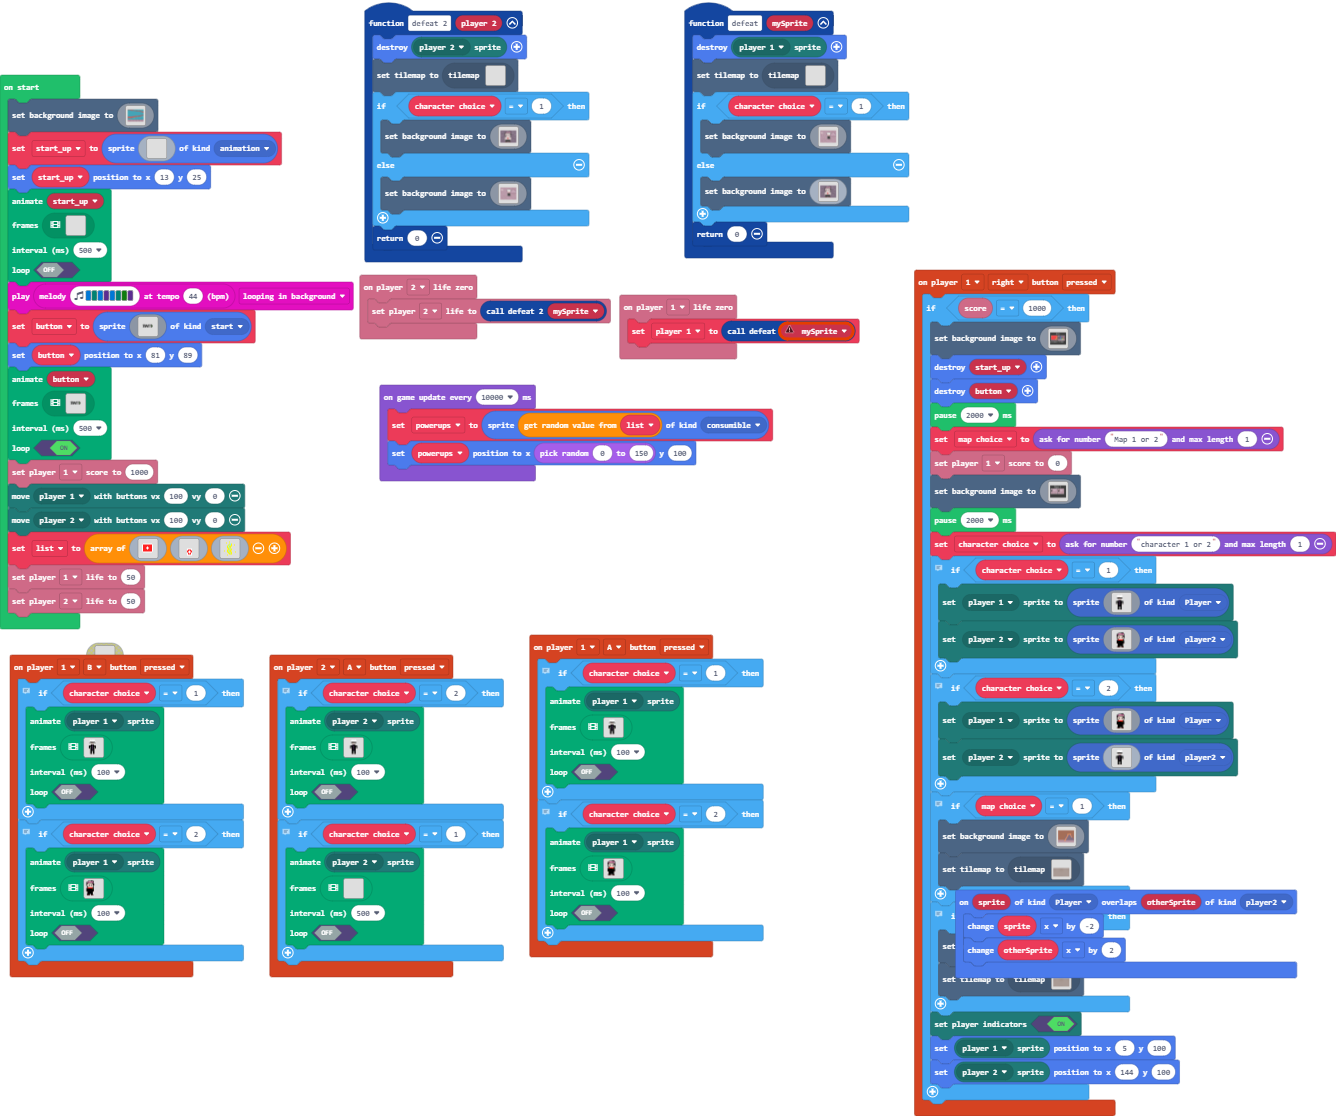 on start
set background image to
set start_up to sprite of kind animation
set start_up position to x 13 y 25
animate start_up
frames
interval (ms) 500
loop OFF
play melody at tempo 44 (bpm) looping in background
set button to sprite of kind start
set button position to x 81 y 89
animate button
frames
interval (ms) 500
loop ON
set player 1 score to 1000
move player 1 with buttons vx 100 vy 0
move player 2 with buttons vx 100 vy 0
set list to array of
set player 1 life to 50
set player 2 life to 50
function defeat 2 player 2
destroy player 2 sprite
set tilemap to tilemap
if character choice = 1 then
set background image to
else
set background image to
return 0
function defeat mySprite
destroy player 1 sprite
set tilemap to tilemap
if character choice = 1 then
set background image to
else
set background image to
return 0
on player 2 life zero
set player 2 life to call defeat 2 mySprite
on player 1 life zero
set player 1 to call defeat mySprite
on game update every 10000 ms
set powerups to sprite get random value from list of kind consumible
set powerups position to x pick random 0 to 150 y 100
on player 1 B button pressed
if character choice = 1 then
animate player 1 sprite
frames
interval (ms) 100
loop OFF
if character choice = 2 then
animate player 1 sprite
frames
interval (ms) 100
loop OFF
on player 2 A button pressed
if character choice = 2 then
animate player 2 sprite
frames
interval (ms) 100
loop OFF
if character choice = 1 then
animate player 2 sprite
frames
interval (ms) 500
loop OFF
on player 1 A button pressed
if character choice = 1 then
animate player 1 sprite
frames
interval (ms) 100
loop OFF
if character choice = 2 then
animate player 1 sprite
frames
interval (ms) 100
loop OFF
on player 1 right button pressed
if score = 1000 then
set background image to
destroy start_up
destroy button
pause 2000 ms
set map choice to ask for number "Map 1 or 2" and max length 1
set player 1 score to 0
set background image to
pause 2000 ms
set character choice to ask for number "character 1 or 2" and max length 1
if character choice = 1 then
set player 1 sprite to sprite of kind Player
set player 2 sprite to sprite of kind player2
if character choice = 2 then
set player 1 sprite to sprite of kind Player
set player 2 sprite to sprite of kind player2
if map choice = 1 then
set background image to
set tilemap to tilemap
on sprite of kind Player overlaps otherSprite of kind player2
then
change sprite x by -2
set
change otherSprite x by 2
set tilemap to tilemap
set player indicators ON
set player 1 sprite position to x 5 y 100
set player 2 sprite position to x 144 y 100